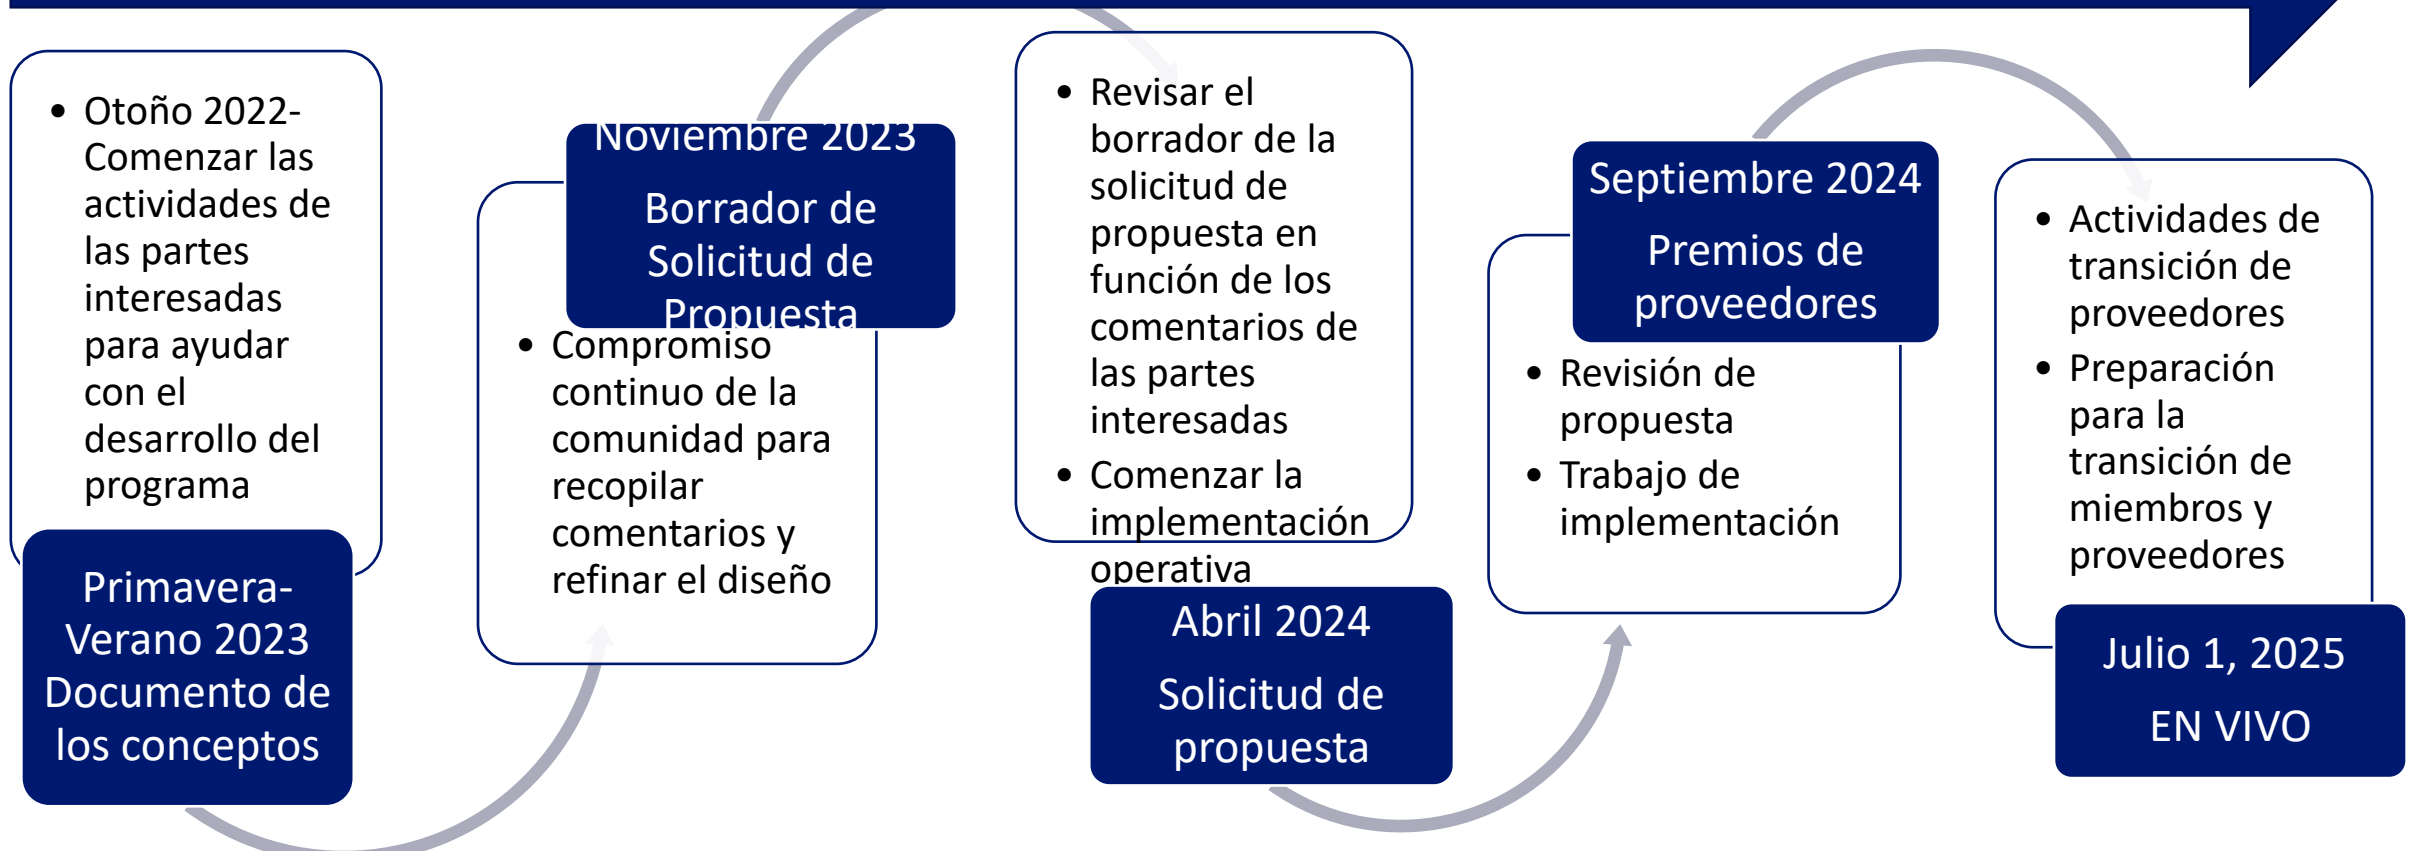 • Otoño 2022-
Comenzar las
actividades de
las partes
interesadas
para ayudar
con el
desarrollo del
programa
Primavera-
Verano 2023
Documento de
los conceptos
Noviembre 2023
Borrador de
Solicitud de
Propuesta
• Compromiso
continuo de la
comunidad para
recopilar
comentarios y
refinar el diseño
• Revisar el
borrador de la
solicitud de
propuesta en
función de los
comentarios de
las partes
interesadas
• Comenzar la
implementación
operativa
Abril 2024
Solicitud de
propuesta
Septiembre 2024
Premios de
proveedores
• Revisión de
propuesta
• Trabajo de
implementación
• Actividades de
transición de
proveedores
• Preparación
para la
transición de
miembros y
proveedores
Julio 1, 2025
EN VIVO